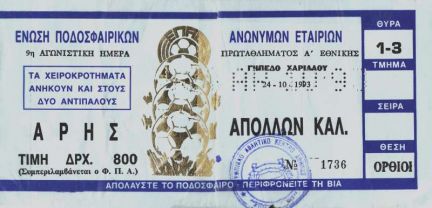 ΕΝΩΣΗ ΠΟΔΟΣΦΑΙΡΙΚΩΝ ΑΝΩΝΥΜΩΝ ΕΤΑΙΡΙΩΝ
9η ΑΓΩΝΙΣΤΙΚΗ ΗΜΕΡΑ
ΠΡΩΤΑΘΛΗΜΑΤΟΣ Α' ΕΘΝΙΚΗΣ
ΓΗΠΕΔΟ ΧΑΡΙΛΑΟΥ
24-10-1993
ΤΑ ΧΕΙΡΟΚΡΟΤΗΜΑΤΑ
ΑΝΗΚΟΥΝ ΚΑΙ ΣΤΟΥΣ
ΔΥΟ ΑΝΤΙΠΑΛΟΥΣ
ΕΠΑΕ
ΑΡΗΣ
ΑΠΟΛΛΩΝ ΚΑΛ.
ΤΙΜΗ ΔΡΧ. 800
(Συμπεριλαμβάνεται ο Φ.Π.Α.)
Νο 1736
ΑΠΟΛΑΥΣΤΕ ΤΟ ΠΟΔΟΣΦΑΙΡΟ - ΠΕΡΙΦΡΟΝΕΙΤΕ ΤΗ ΒΙΑ
ΘΥΡΑ
1-3
ΤΜΗΜΑ
ΣΕΙΡΑ
ΘΕΣΗ
ΟΡΘΙΟΙ